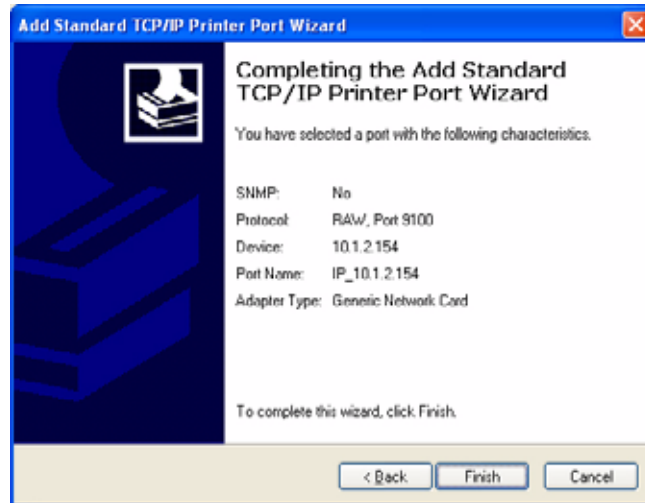 Add Standard TCP/IP Printer Port Wizard
Completing the Add Standard
TCP/IP Printer Port Wizard
You have selected a port with the following characteristics.
SNMP: No
Protocol: RAW, Port 9100
Device: 10.1.2.154
Port Name: IP_10.1.2.154
Adapter Type: Generic Network Card
To complete this wizard, click Finish.
< Back Finish Cancel